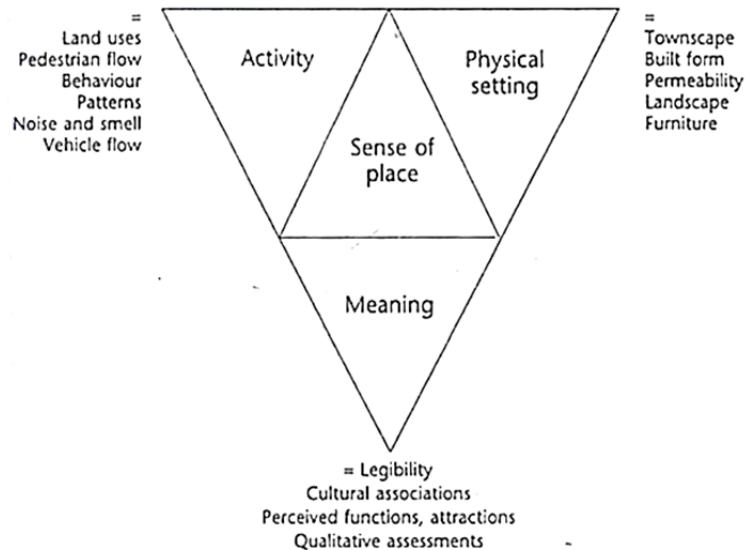 =
Land uses
Pedestrian flow
Behaviour
Patterns
Noise and smell
Vehicle flow
Activity
Physical
setting
=
Townscape
Built form
Permeability
Landscape
Furniture
Sense of
place
Meaning
= Legibility
Cultural associations
Perceived functions, attractions
Qualitative assessments